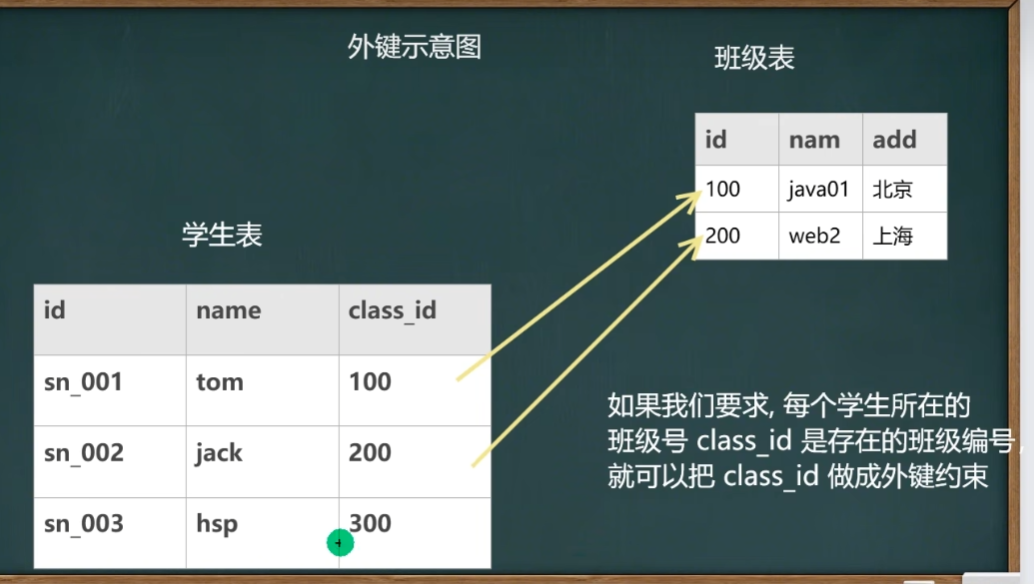 外键示意图
班级表
id nam add
100 java01 北京
200 web2 上海
学生表
id name class_id
sn_001 tom 100
sn_002 jack 200
sn_003 hsp 300
如果我们要求, 每个学生所在的
班级号 class_id 是存在的班级编号,
就可以把 class_id 做成外键约束